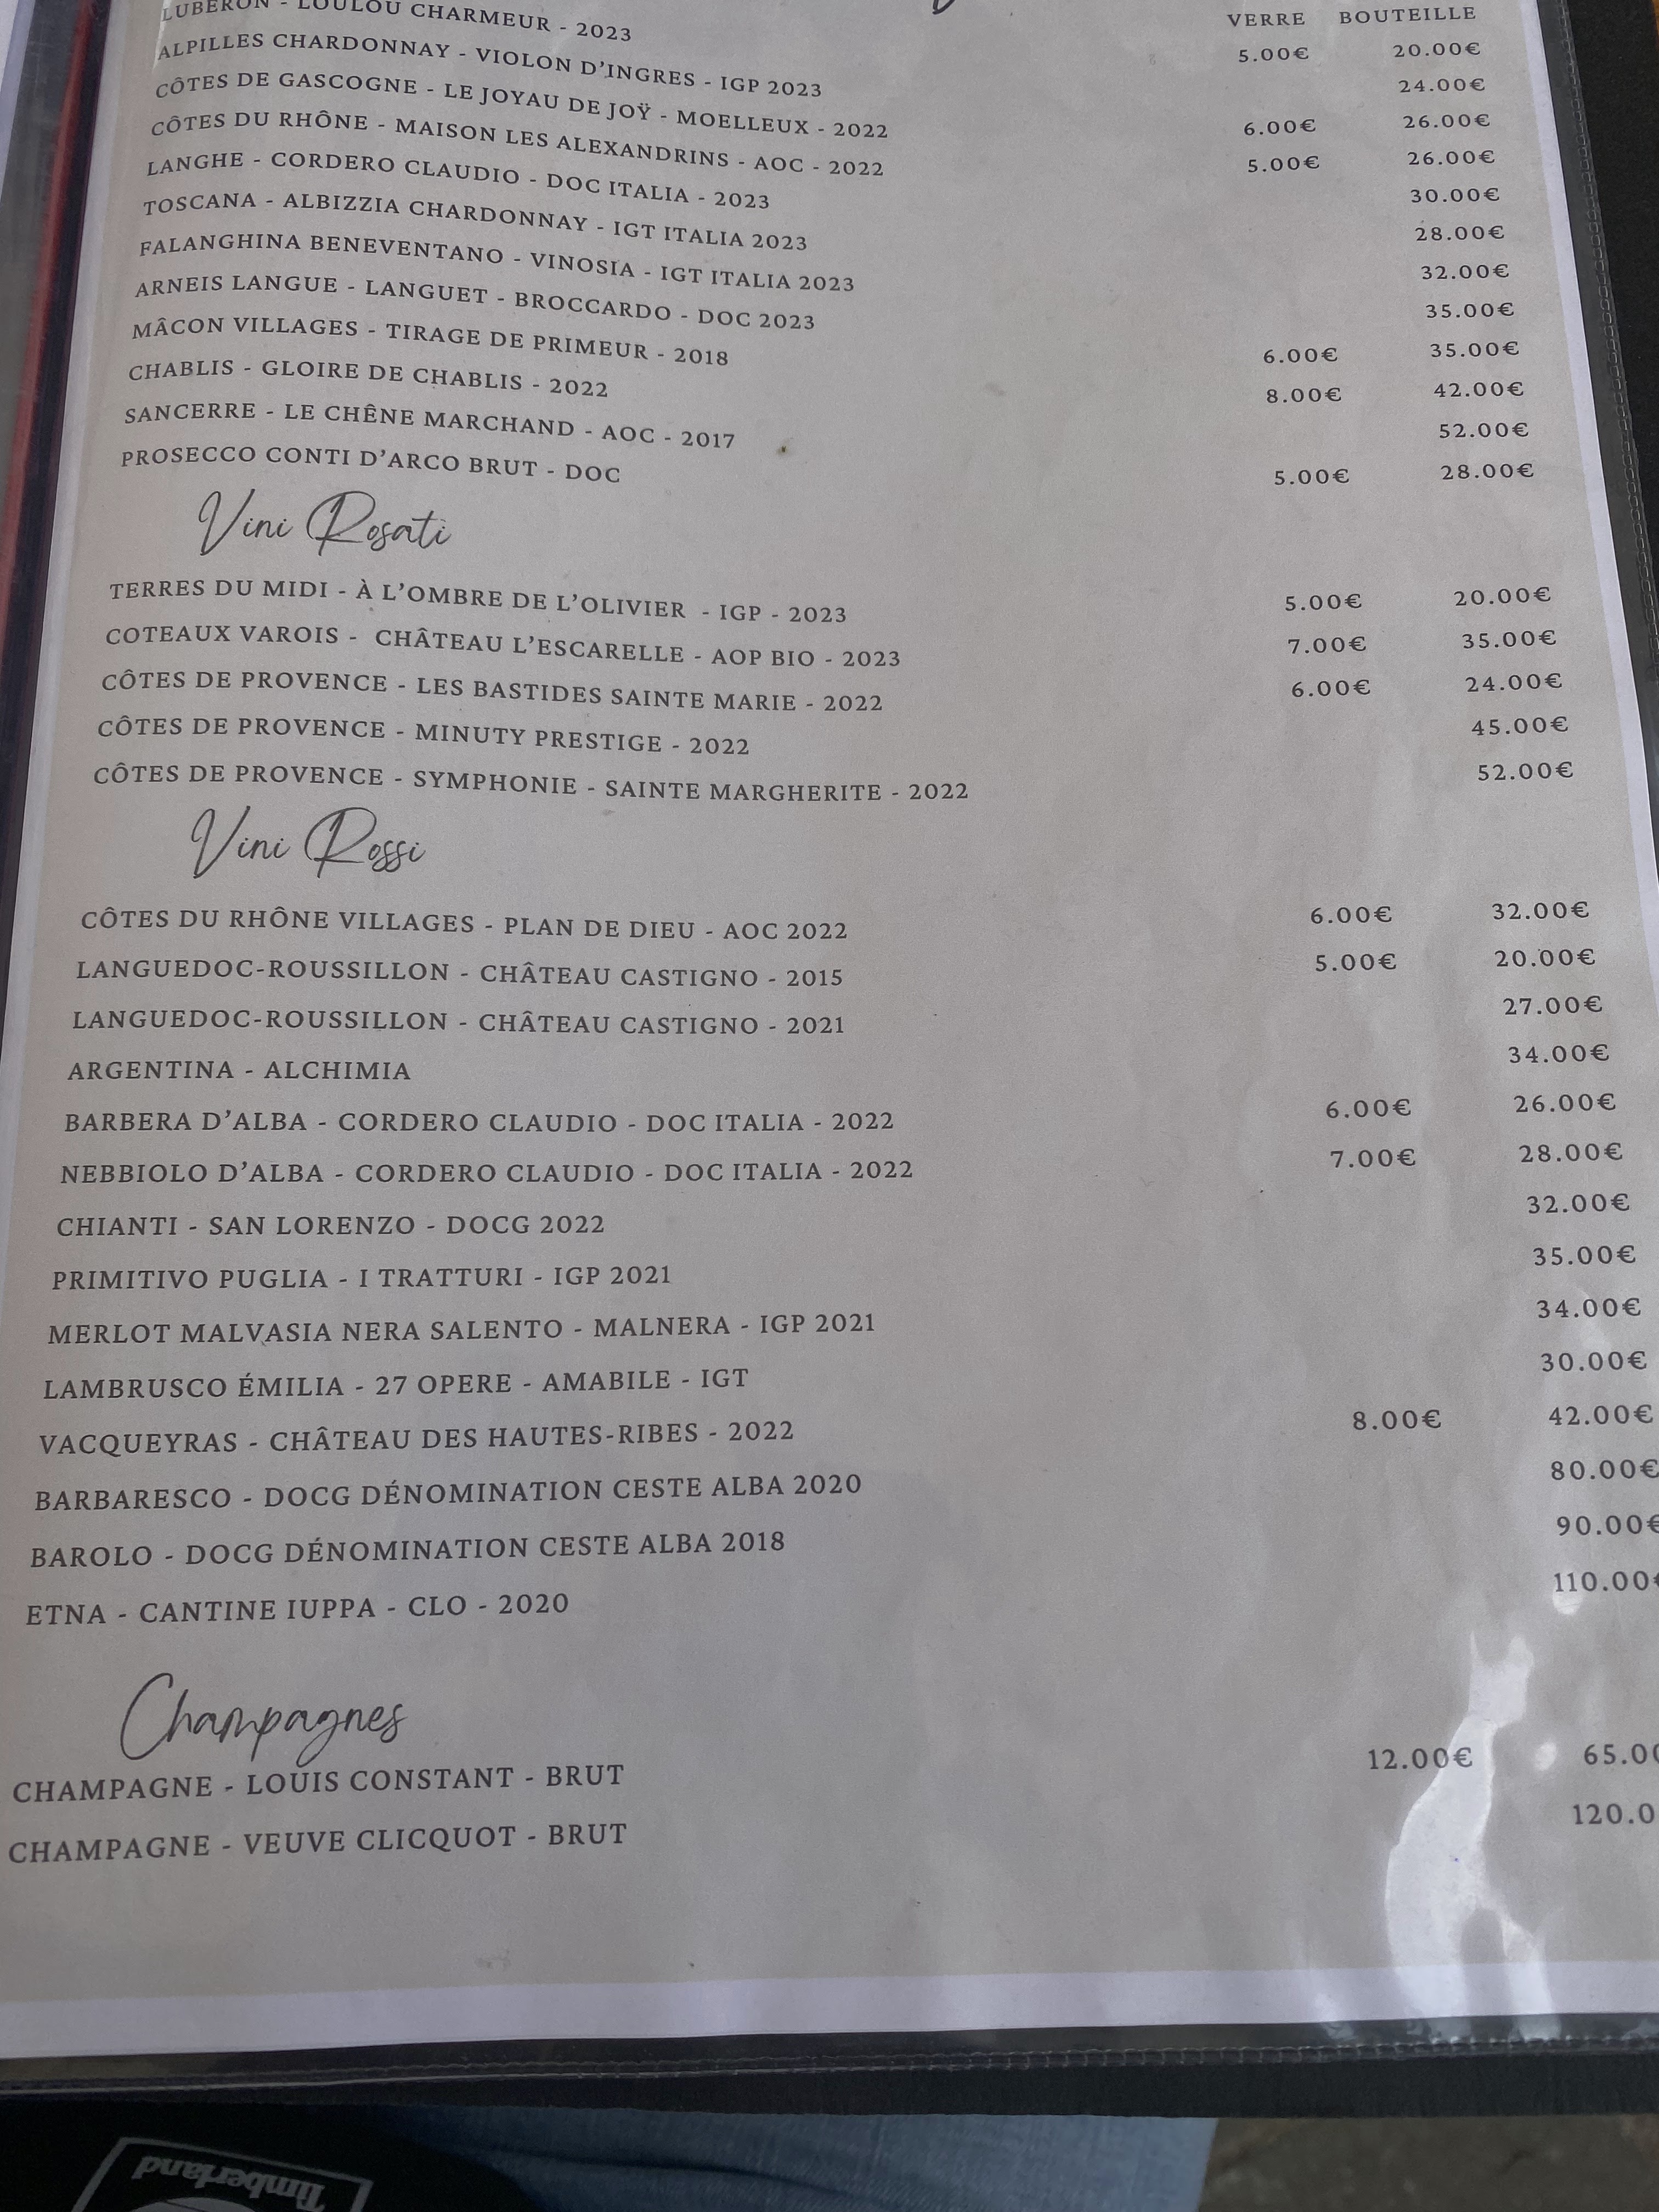 VERRE BOUTEILLE
LUBERON - LOULOU CHARMEUR - 2023 5.00€ 20.00€
ALPILLES CHARDONNAY - VIOLON D'INGRES - IGP 2023 24.00€
CÔTES DE GASCOGNE - LE JOYAU DE JOŸ - MOELLEUX - 2022 6.00€ 26.00€
CÔTES DU RHÔNE - MAISON LES ALEXANDRINS - AOC - 2022 5.00€ 26.00€
LANGHE - CORDERO CLAUDIO - DOC ITALIA - 2023 30.00€
TOSCANA - ALBIZZIA CHARDONNAY - IGT ITALIA 2023 28.00€
FALANGHINA BENEVENTANO - VINOSIA - IGT ITALIA 2023 32.00€
ARNEIS LANGUE - LANGUET - BROCCARDO - DOC 2023 35.00€
MÂCON VILLAGES - TIRAGE DE PRIMEUR - 2018 6.00€ 35.00€
CHABLIS - GLOIRE DE CHABLIS - 2022 8.00€ 42.00€
SANCERRE - LE CHÊNE MARCHAND - AOC - 2017 52.00€
PROSECCO CONTI D'ARCO BRUT - DOC 5.00€ 28.00€
Vini Rosati
TERRES DU MIDI - À L'OMBRE DE L'OLIVIER - IGP - 2023 5.00€ 20.00€
COTEAUX VAROIS - CHÂTEAU L'ESCARELLE - AOP BIO - 2023 7.00€ 35.00€
CÔTES DE PROVENCE - LES BASTIDES SAINTE MARIE - 2022 6.00€ 24.00€
CÔTES DE PROVENCE - MINUTY PRESTIGE - 2022 45.00€
CÔTES DE PROVENCE - SYMPHONIE - SAINTE MARGHERITE - 2022 52.00€
Vini Rossi
CÔTES DU RHÔNE VILLAGES - PLAN DE DIEU - AOC 2022 6.00€ 32.00€
LANGUEDOC-ROUSSILLON - CHÂTEAU CASTIGNO - 2015 5.00€ 20.00€
LANGUEDOC-ROUSSILLON - CHÂTEAU CASTIGNO - 2021 27.00€
ARGENTINA - ALCHIMIA 34.00€
BARBERA D'ALBA - CORDERO CLAUDIO - DOC ITALIA - 2022 6.00€ 26.00€
NEBBIOLO D'ALBA - CORDERO CLAUDIO - DOC ITALIA - 2022 7.00€ 28.00€
CHIANTI - SAN LORENZO - DOCG 2022 32.00€
PRIMITIVO PUGLIA - I TRATTURI - IGP 2021 35.00€
MERLOT MALVASIA NERA SALENTO - MALNERA - IGP 2021 34.00€
LAMBRUSCO ÉMILIA - 27 OPERE - AMABILE - IGT 30.00€
VACQUEYRAS - CHÂTEAU DES HAUTES-RIBES - 2022 8.00€ 42.00€
BARBARESCO - DOCG DÉNOMINATION CESTE ALBA 2020 80.00€
BAROLO - DOCG DÉNOMINATION CESTE ALBA 2018 90.00€
ETNA - CANTINE IUPPA - CLO - 2020 110.00€
Champagnes
CHAMPAGNE - LOUIS CONSTANT - BRUT 12.00€ 65.00
CHAMPAGNE - VEUVE CLICQUOT - BRUT 120.0
Timberland